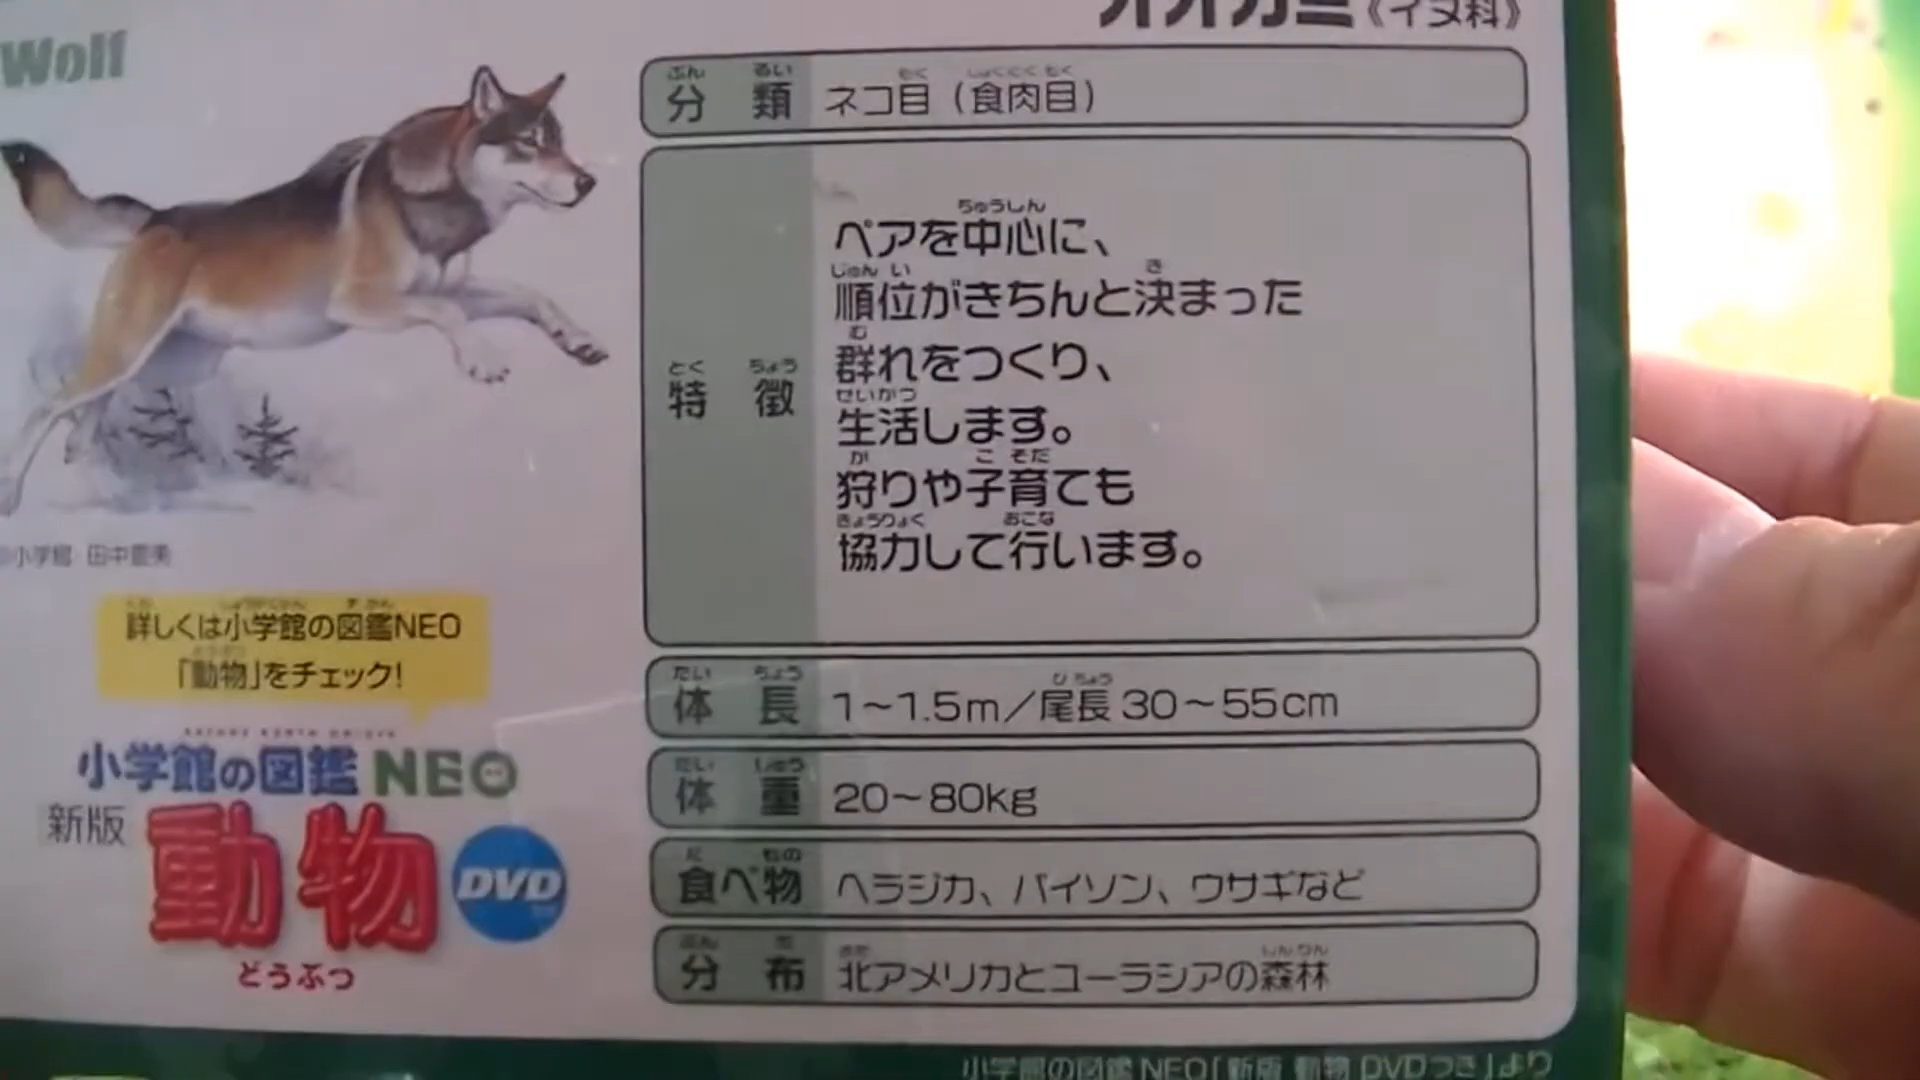 Wolf
オオカミ《イヌ科》
分類 ネコ目（食肉目）
特徴
ペアを中心に、
順位がきちんと決まった
群れをつくり、
生活します。
狩りや子育ても
協力して行います。
体長 1～1.5m／尾長 30～55cm
体重 20～80kg
食べ物 ヘラジカ、バイソン、ウサギなど
分布 北アメリカとユーラシアの森林
小学館の図鑑 NEO「新版 動物 DVDつき」より
©小学館 田中豊美
詳しくは小学館の図鑑NEO
「動物」をチェック!
小学館の図鑑 NEO
新版 動物 DVD
どうぶつ